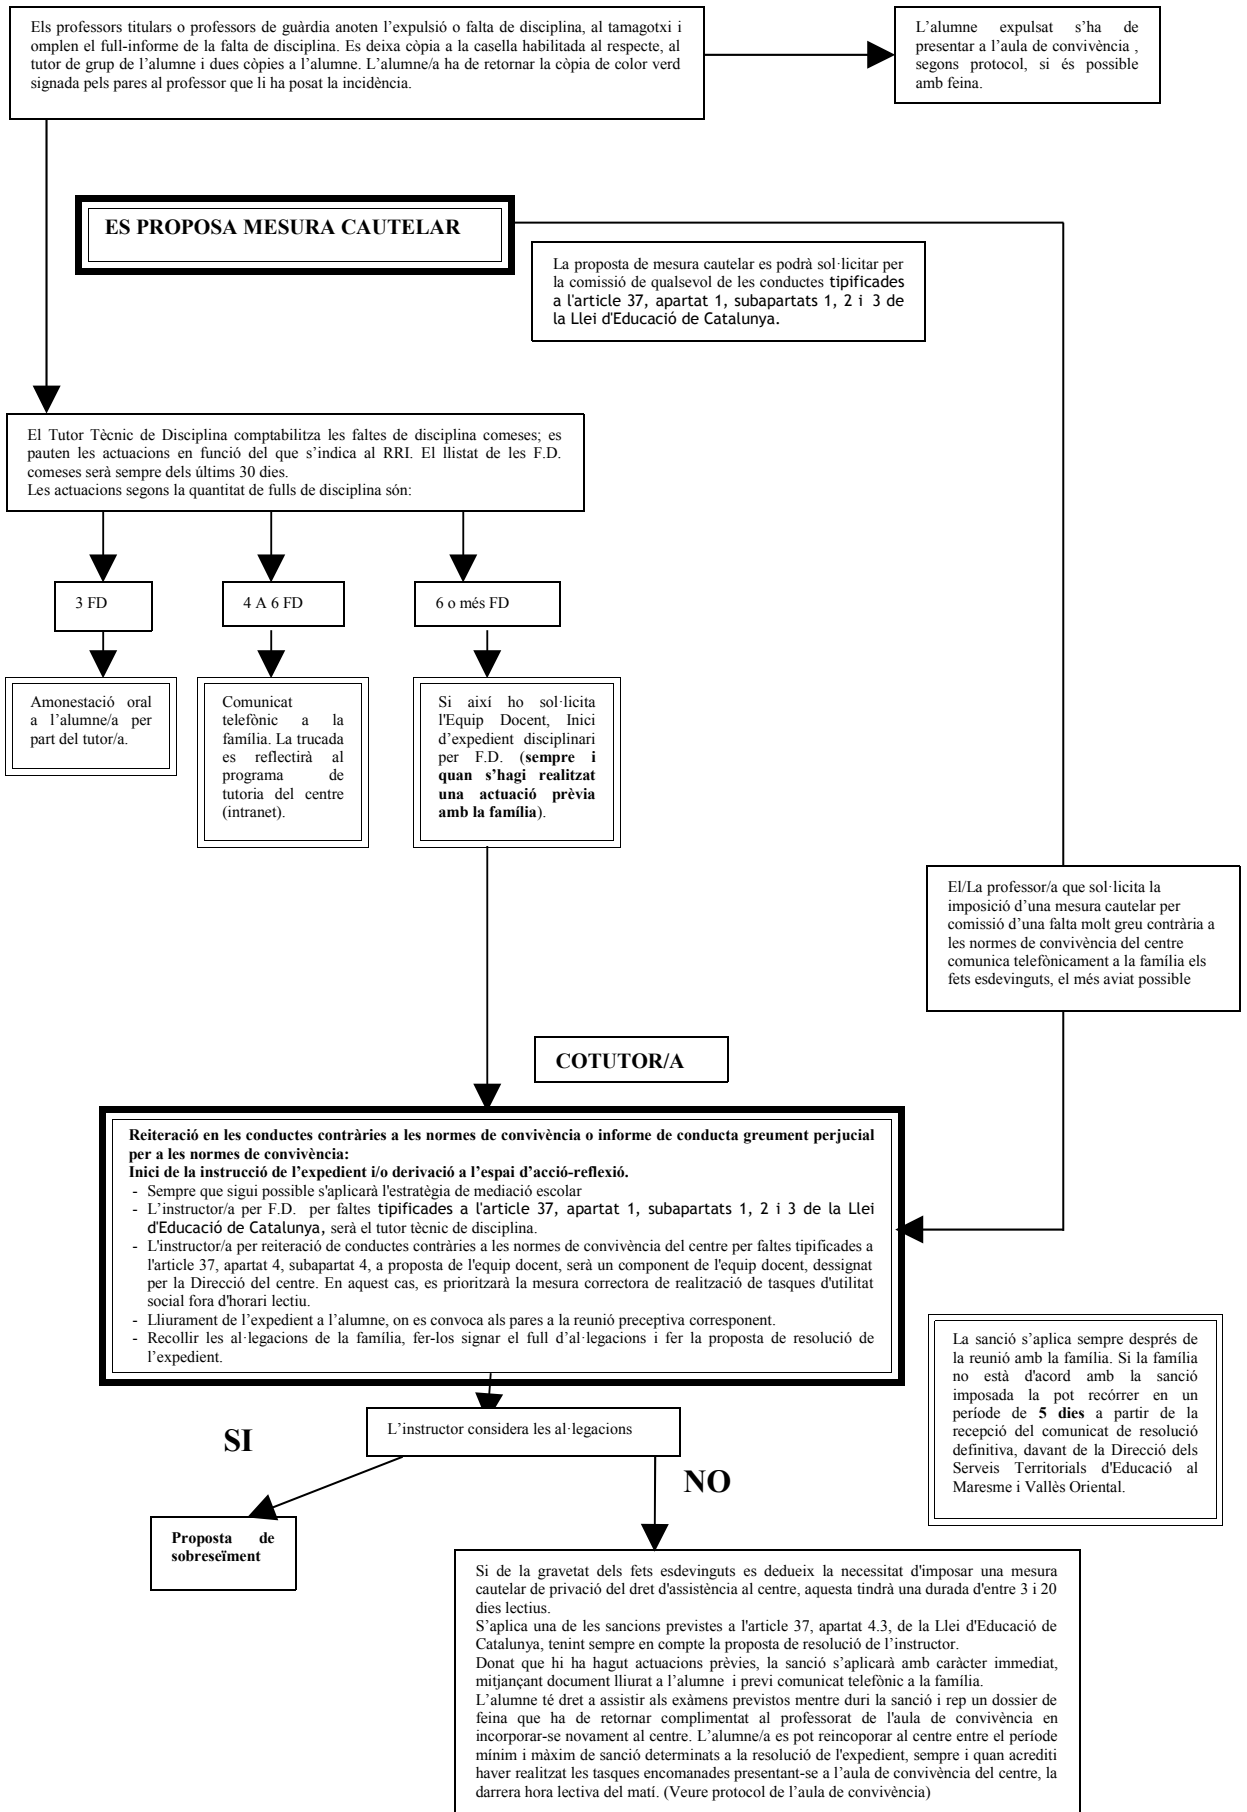 Els professors titulars o professors de guàrdia anoten l’expulsió o falta de disciplina, al tamagotxi i
omplen el full-informe de la falta de disciplina. Es deixa còpia a la casella habilitada al respecte, al
tutor de grup de l’alumne i dues còpies a l’alumne. L’alumne/a ha de retornar la còpia de color verd
signada pels pares al professor que li ha posat la incidència.
L’alumne expulsat s’ha de
presentar a l’aula de convivència ,
segons protocol, si és possible
amb feina.
ES PROPOSA MESURA CAUTELAR
La proposta de mesura cautelar es podrà sol·licitar per
la comissió de qualsevol de les conductes tipificades
a l'article 37, apartat 1, subapartats 1, 2 i 3 de
la Llei d'Educació de Catalunya.
El Tutor Tècnic de Disciplina comptabilitza les faltes de disciplina comeses; es
pauten les actuacions en funció del que s’indica al RRI. El llistat de les F.D.
comeses serà sempre dels últims 30 dies.
Les actuacions segons la quantitat de fulls de disciplina són:
3 FD
4 A 6 FD
6 o més FD
Amonestació oral
a l’alumne/a per
part del tutor/a.
Comunicat
telefònic a la
família. La trucada
es reflectirà al
programa de
tutoria del centre
(intranet).
Si així ho sol·licita
l'Equip Docent, Inici
d’expedient disciplinari
per F.D. (sempre i
quan s’hagi realitzat
una actuació prèvia
amb la família).
El/La professor/a que sol·licita la
imposició d’una mesura cautelar per
comissió d’una falta molt greu contrària a
les normes de convivència del centre
comunica telefònicament a la família els
fets esdevinguts, el més aviat possible
COTUTOR/A
Reiteració en les conductes contràries a les normes de convivència o informe de conducta greument perjucial
per a les normes de convivència:
Inici de la instrucció de l’expedient i/o derivació a l’espai d’acció-reflexió.
- Sempre que sigui possible s'aplicarà l'estratègia de mediació escolar
- L’instructor/a per F.D. per faltes tipificades a l'article 37, apartat 1, subapartats 1, 2 i 3 de la Llei
d'Educació de Catalunya, serà el tutor tècnic de disciplina.
- L'instructor/a per reiteració de conductes contràries a les normes de convivència del centre per faltes tipificades a
l'article 37, apartat 4, subapartat 4, a proposta de l'equip docent, serà un component de l'equip docent, dessignat
per la Direcció del centre. En aquest cas, es prioritzarà la mesura correctora de realització de tasques d'utilitat
social fora d'horari lectiu.
- Lliurament de l’expedient a l’alumne, on es convoca als pares a la reunió preceptiva corresponent.
- Recollir les al·legacions de la família, fer-los signar el full d’al·legacions i fer la proposta de resolució de
l’expedient.
La sanció s’aplica sempre després de
la reunió amb la família. Si la família
no està d'acord amb la sanció
imposada la pot recórrer en un
període de 5 dies a partir de la
recepció del comunicat de resolució
definitiva, davant de la Direcció dels
Serveis Territorials d'Educació al
Maresme i Vallès Oriental.
L’instructor considera les al·legacions
SI
NO
Proposta de
sobreseïment
Si de la gravetat dels fets esdevinguts es dedueix la necessitat d'imposar una mesura
cautelar de privació del dret d'assistència al centre, aquesta tindrà una durada d'entre 3 i 20
dies lectius.
S’aplica una de les sancions previstes a l'article 37, apartat 4.3, de la Llei d'Educació de
Catalunya, tenint sempre en compte la proposta de resolució de l’instructor.
Donat que hi ha hagut actuacions prèvies, la sanció s’aplicarà amb caràcter immediat,
mitjançant document lliurat a l’alumne i previ comunicat telefònic a la família.
L’alumne té dret a assistir als exàmens previstos mentre duri la sanció i rep un dossier de
feina que ha de retornar complimentat al professorat de l'aula de convivència en
incorporar-se novament al centre. L’alumne/a es pot reincoporar al centre entre el període
mínim i màxim de sanció determinats a la resolució de l'expedient, sempre i quan acrediti
haver realitzat les tasques encomanades presentant-se a l’aula de convivència del centre, la
darrera hora lectiva del matí. (Veure protocol de l’aula de convivència)